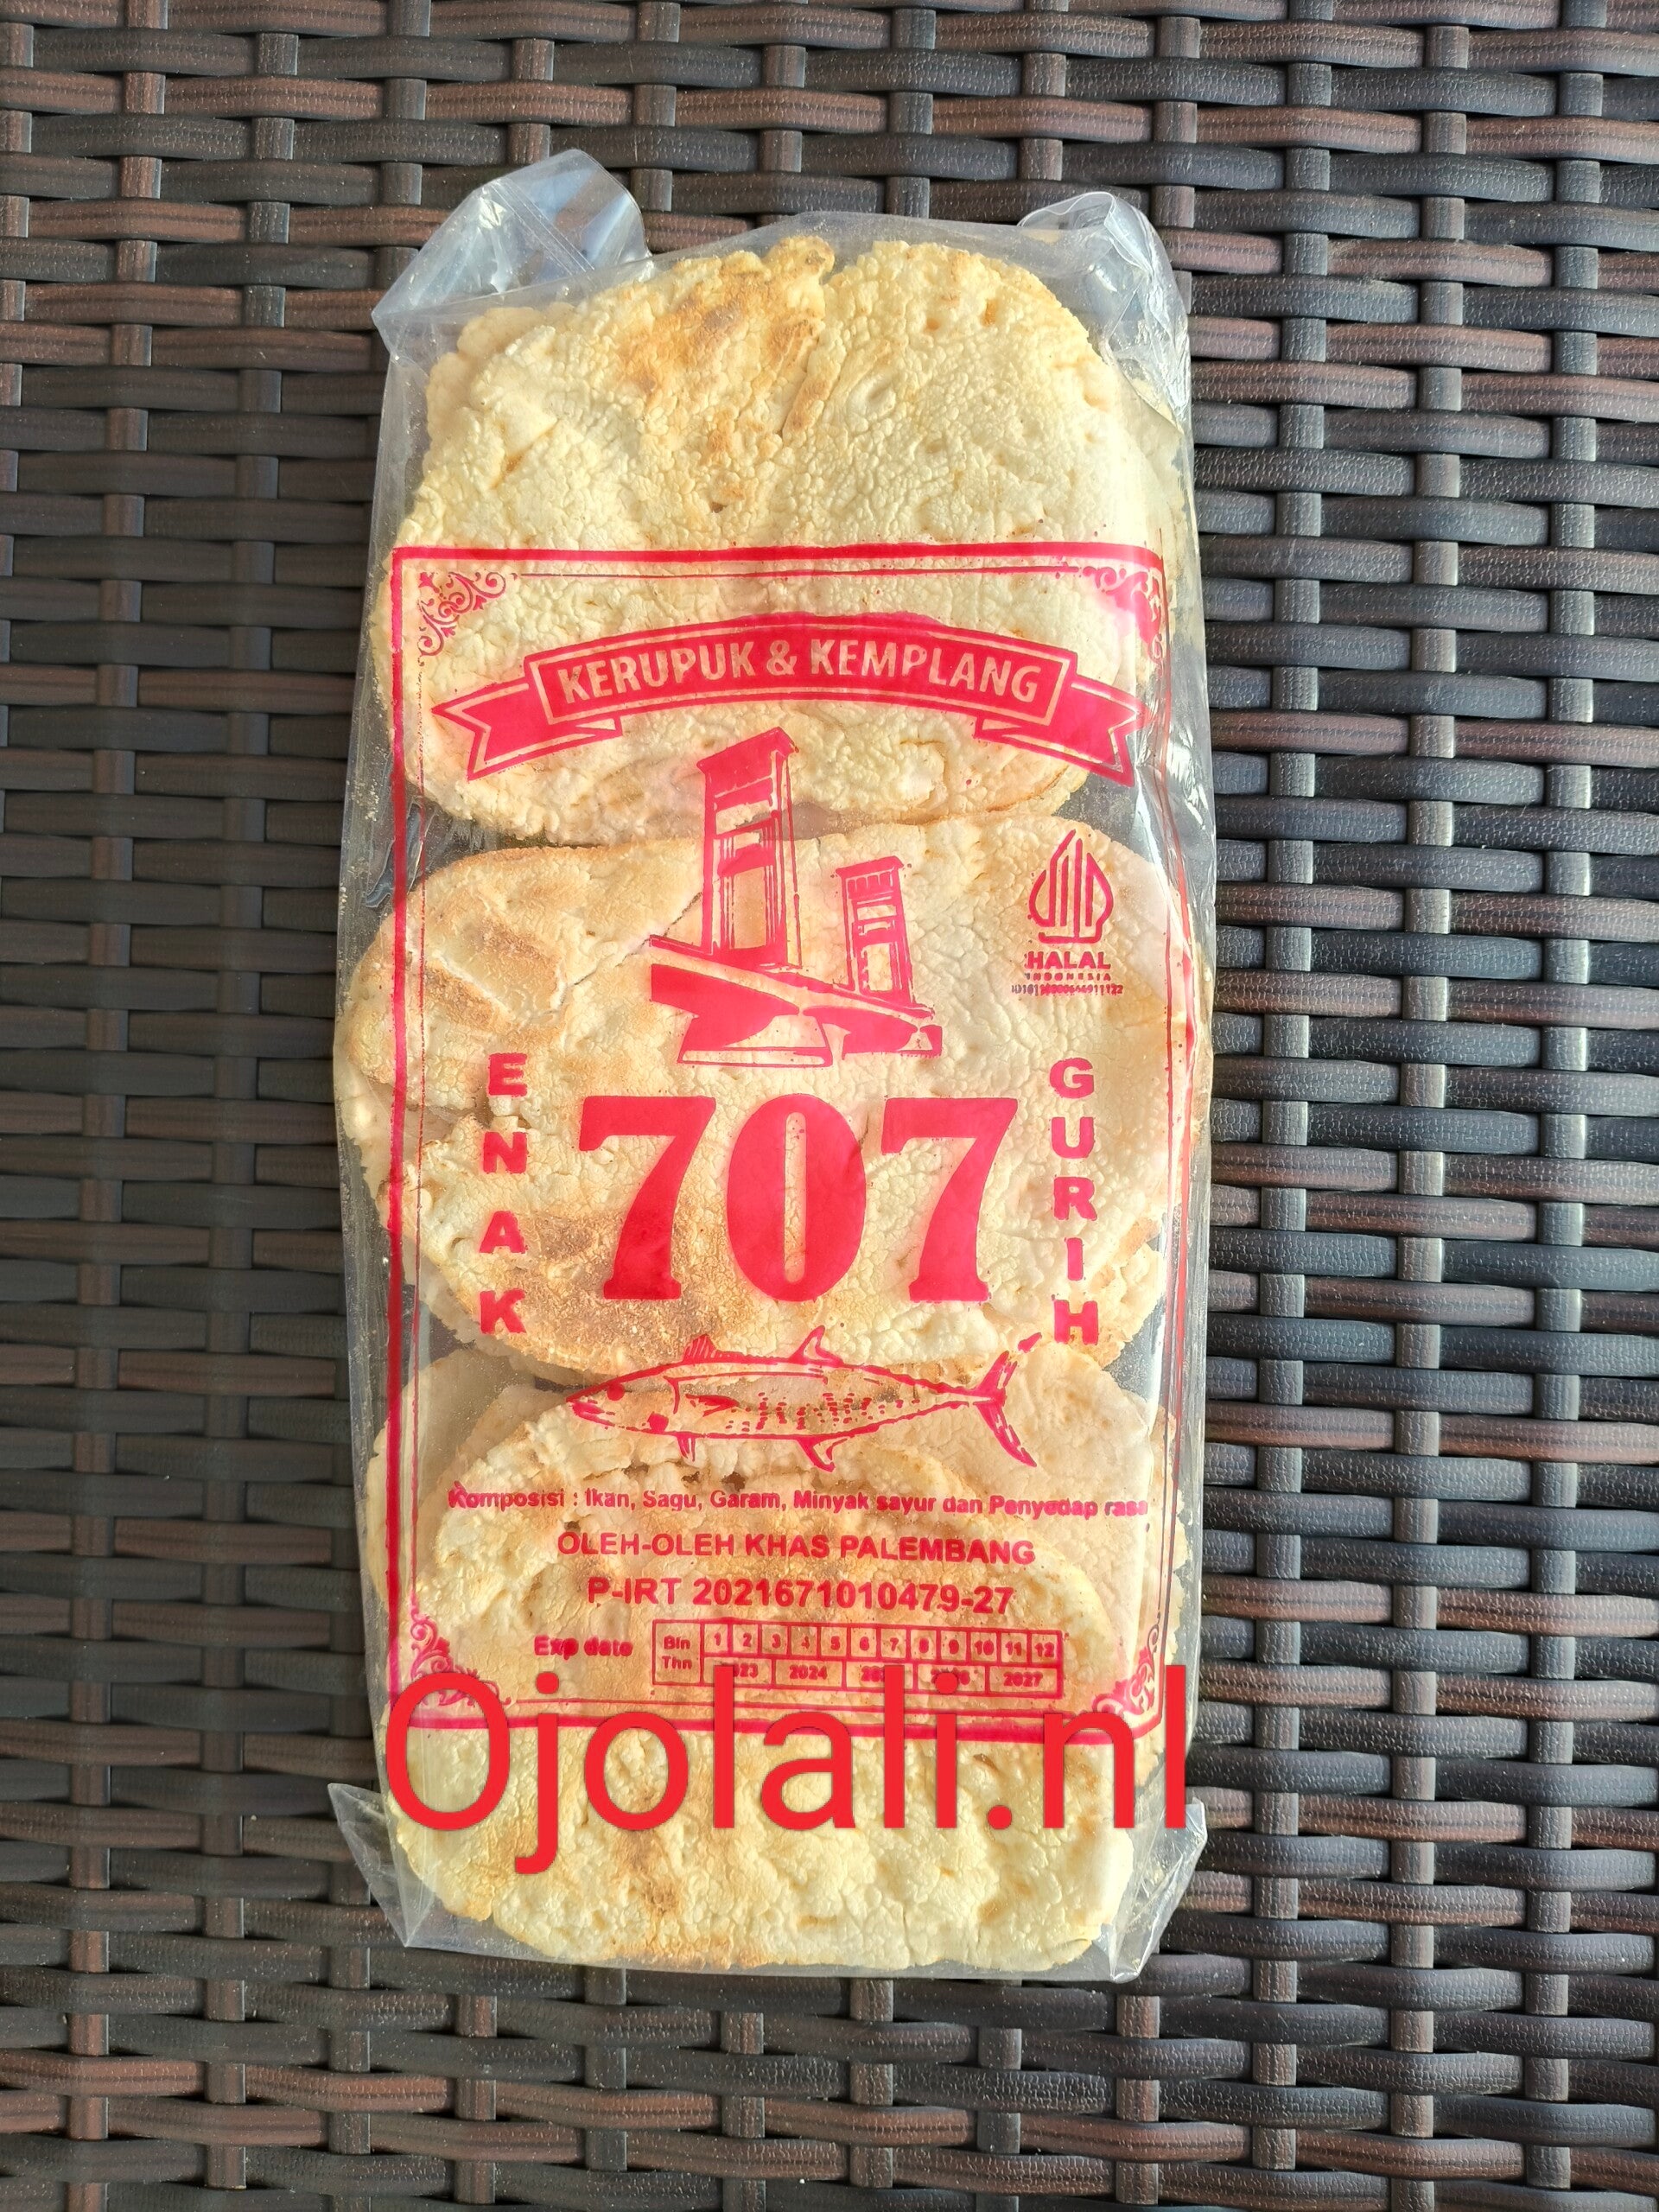 KERUPUK & KEMPLANG
HALAL
INDONESIA
ENAK
707
GURIH
Komposisi : Ikan, Sagu, Garam, Minyak sayur dan Penyedap rasa
OLEH-OLEH KHAS PALEMBANG
P-IRT 2021671010479-27
Exp date
Bln 1 2 3 4 5 6 7 8 9 10 11 12
Thn 2024 2027
Ojolali.nl